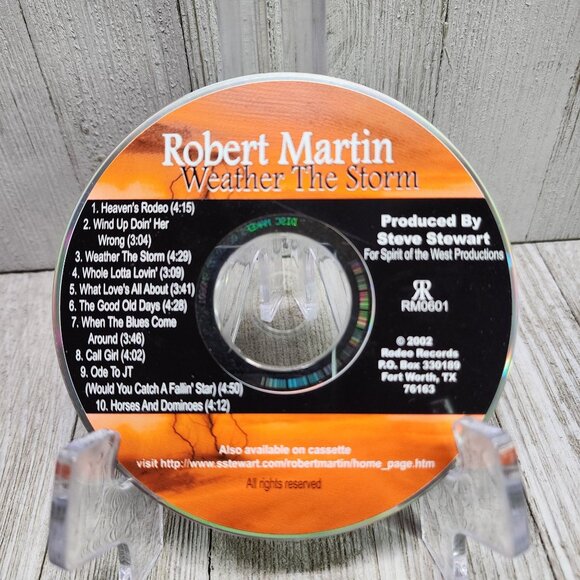 Robert Martin
Weather The Storm
1. Heaven's Rodeo (4:15)
2. Wind Up Doin' Her
Wrong (3:04)
3. Weather The Storm (4:29)
4. Whole Lotta Lovin' (3:09)
5. What Love's All About (3:41)
6. The Good Old Days (4:28)
7. When The Blues Come
Around (3:46)
8. Call Girl (4:02)
9. Ode To JT
(Would You Catch A Fallin' Star) (4:50)
10. Horses And Dominoes (4:12)
Produced By
Steve Stewart
For Spirit of the West Productions
RR
RM0601
© 2002
Rodeo Records
P.O. Box 330189
Fort Worth, TX
76163
Also available on cassette
visit http://www.sstewart.com/robertmartin/home_page.htm
All rights reserved